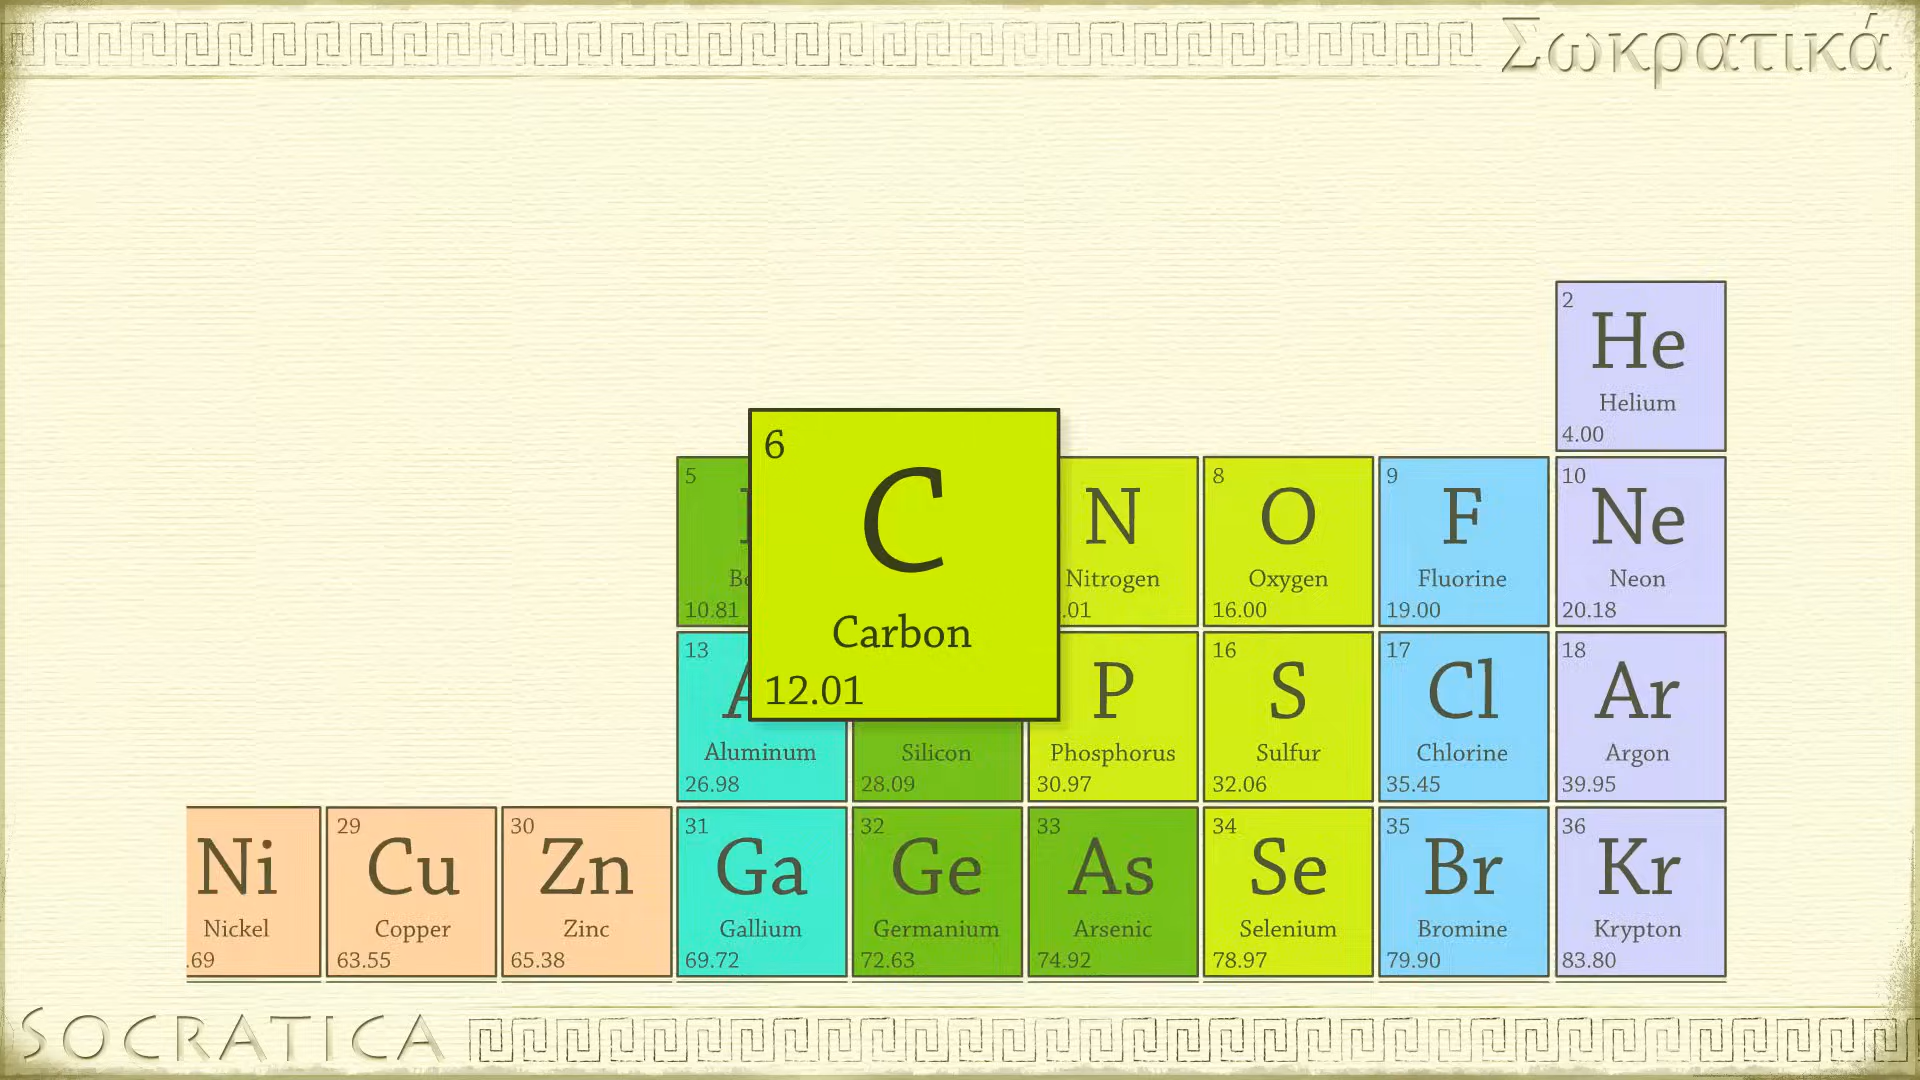 Σωκρατικά
2
He
Helium
4.00
6
C
Carbon
12.01
5
10.81
N
Nitrogen
.01
8
O
Oxygen
16.00
9
F
Fluorine
19.00
10
Ne
Neon
20.18
13
Aluminum
26.98
Silicon
28.09
P
Phosphorus
30.97
16
S
Sulfur
32.06
17
Cl
Chlorine
35.45
18
Ar
Argon
39.95
Ni
Nickel
.69
29
Cu
Copper
63.55
30
Zn
Zinc
65.38
31
Ga
Gallium
69.72
32
Ge
Germanium
72.63
33
As
Arsenic
74.92
34
Se
Selenium
78.97
35
Br
Bromine
79.90
36
Kr
Krypton
83.80
SOCRATICA